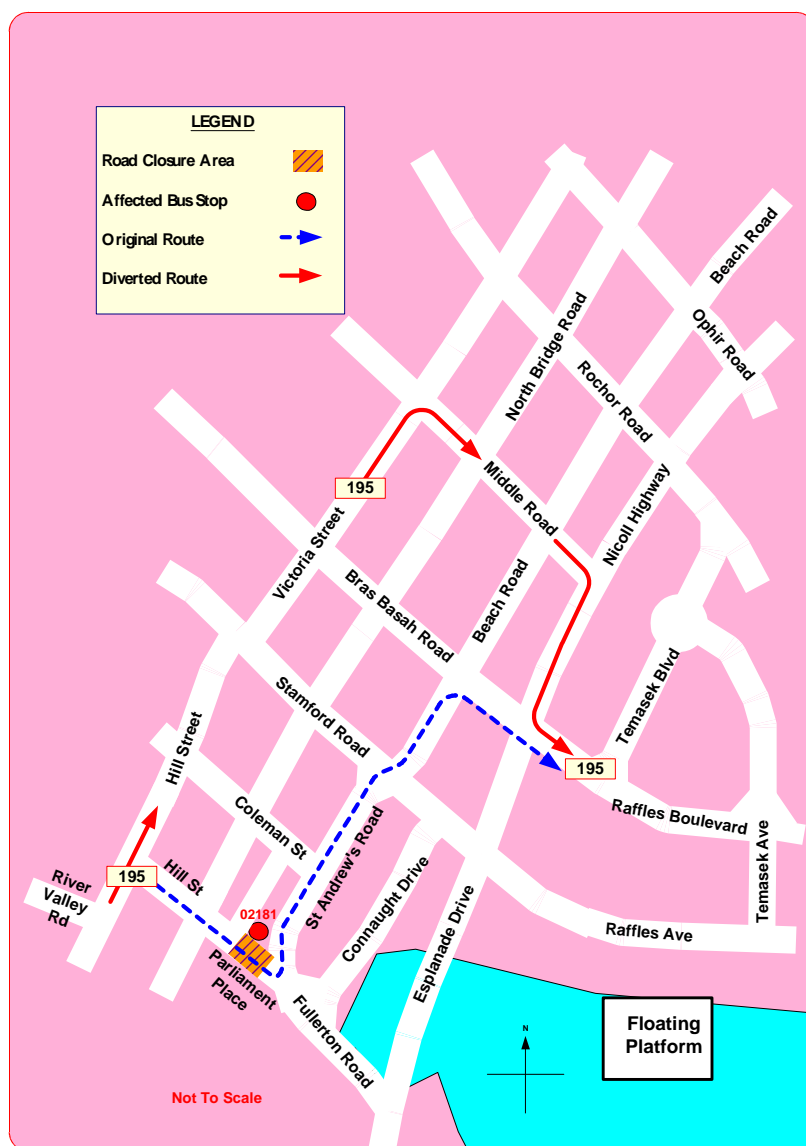 LEGEND
Road Closure Area
Affected Bus Stop
Original Route
Diverted Route
Beach Road
Ophir Road
North Bridge Road
Rochor Road
195
Middle Road
Nicoll Highway
Victoria Street
Bras Basah Road
Beach Road
Temasek Blvd
Stamford Road
Hill Street
195
Raffles Boulevard
Coleman St
St Andrew's Road
Temasek Ave
195
Hill St
River
Valley
Rd
02181
Connaught Drive
Esplanade Drive
Raffles Ave
Parliament
Place
Fullerton Road
Floating
Platform
N
Not To Scale